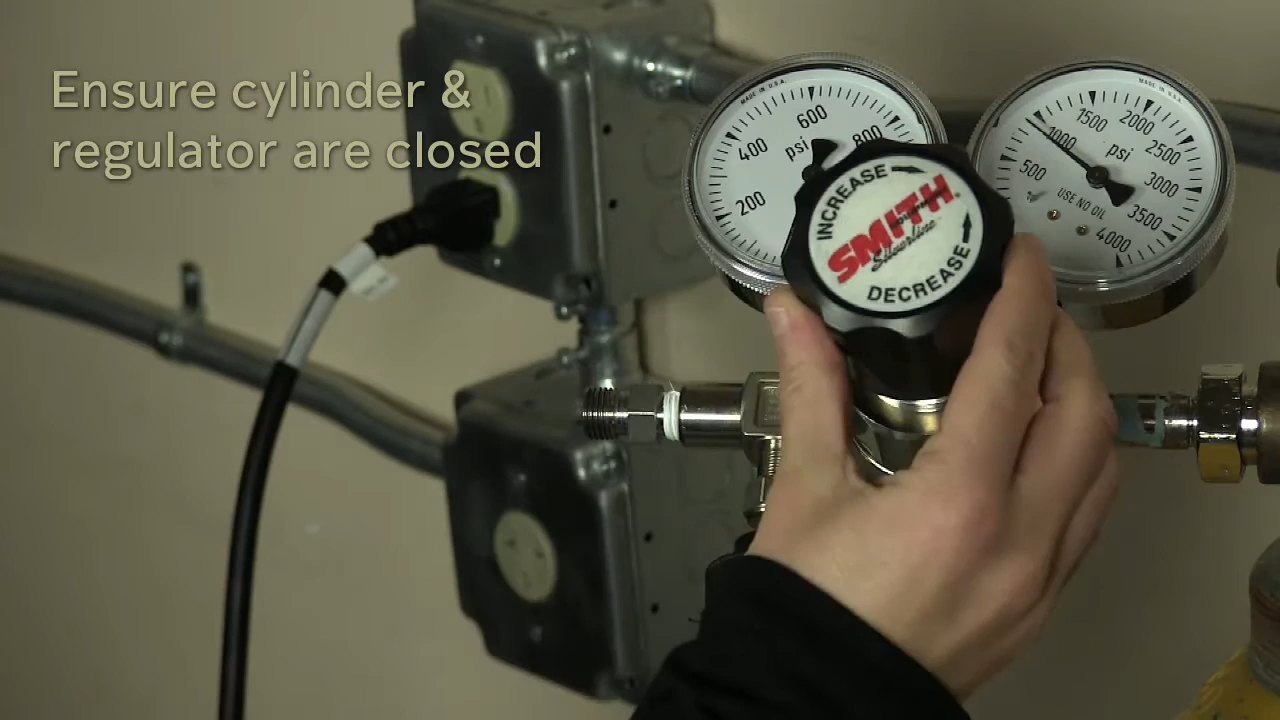 Ensure cylinder &
regulator are closed
MADE IN U.S.A.
200
400
600
800
psi
INCREASE
SMITH
Silverline
DECREASE
MADE IN U.S.A.
500
1000
1500
2000
2500
3000
3500
4000
psi
USE NO OIL